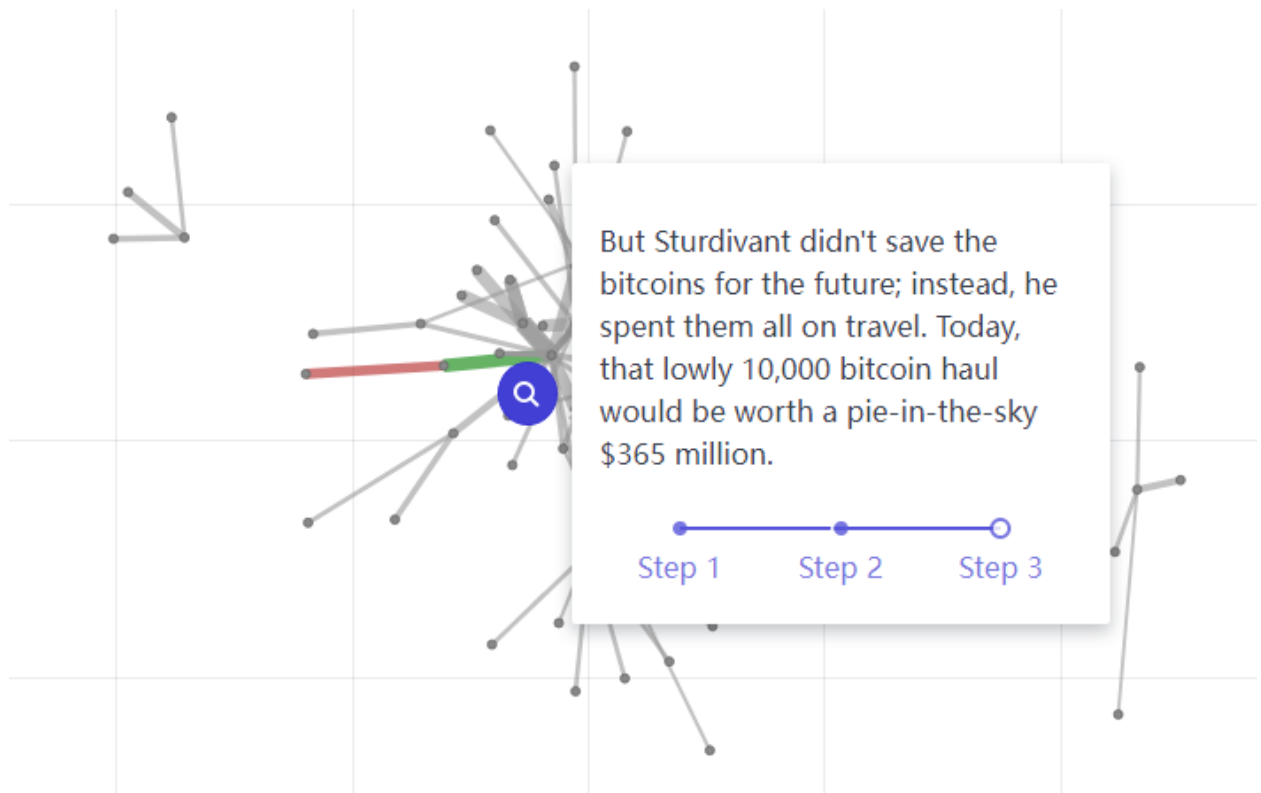 But Sturdivant didn't save the
bitcoins for the future; instead, he
spent them all on travel. Today,
that lowly 10,000 bitcoin haul
would be worth a pie-in-the-sky
$365 million.
Step 1 Step 2 Step 3